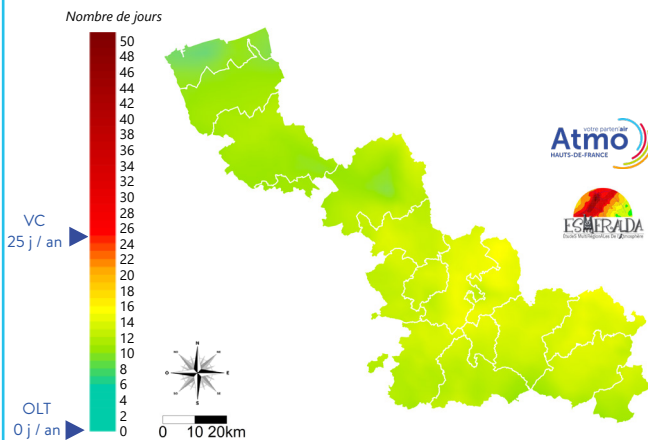 Nombre de jours
50
48
46
44
42
40
38
36
34
32
30
28
26
24
22
20
18
16
14
12
10
8
6
4
2
0
VC
25 j / an
OLT
0 j / an
N
O
E
S
0 10 20km
votre parten'air
Atmo
HAUTS-DE-FRANCE
ESMERALDA